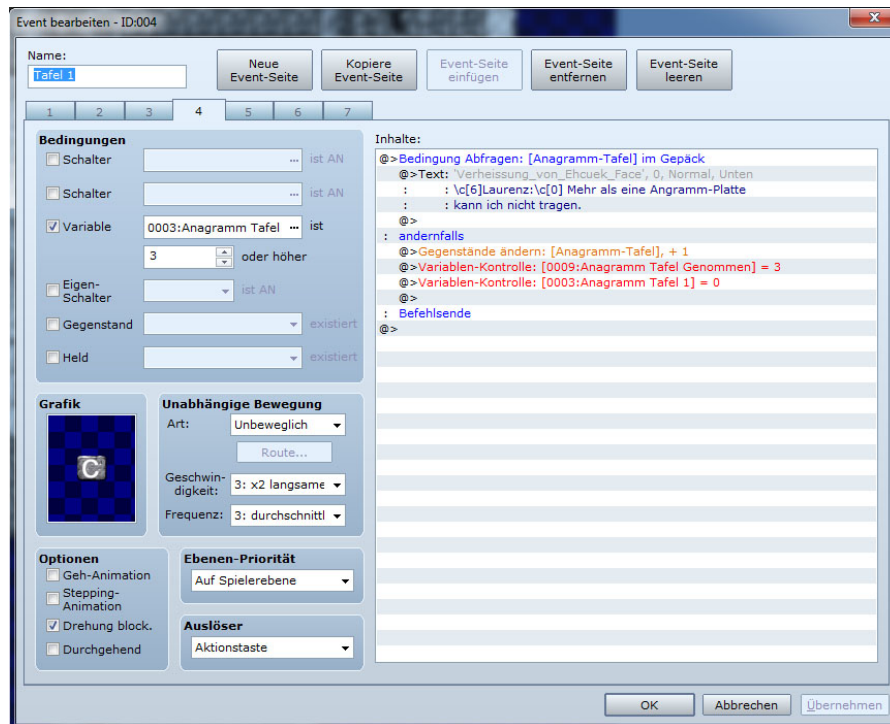 Event bearbeiten - ID:004
Name:
Tafel 1
Neue Event-Seite
Kopiere Event-Seite
Event-Seite einfügen
Event-Seite entfernen
Event-Seite leeren
1 2 3 4 5 6 7
Bedingungen
Schalter ... ist AN
Schalter ... ist AN
Variable 0003:Anagramm Tafel ... ist
3 oder höher
Eigen-Schalter ist AN
Gegenstand existiert
Held existiert
Grafik
C
Unabhängige Bewegung
Art: Unbeweglich
Route...
Geschwin-digkeit: 3: x2 langsame
Frequenz: 3: durchschnittl
Optionen
Geh-Animation
Stepping-Animation
Drehung block.
Durchgehend
Ebenen-Priorität
Auf Spielerebene
Auslöser
Aktionstaste
Inhalte:
@>Bedingung Abfragen: [Anagramm-Tafel] im Gepäck
@>Text: 'Verheissung_von_Ehcuek_Face', 0, Normal, Unten
: : \c[6]Laurenz:\c[0] Mehr als eine Angramm-Platte
: : kann ich nicht tragen.
@>
: andernfalls
@>Gegenstände ändern: [Anagramm-Tafel], + 1
@>Variablen-Kontrolle: [0009:Anagramm Tafel Genommen] = 3
@>Variablen-Kontrolle: [0003:Anagramm Tafel 1] = 0
@>
: Befehlsende
@>
OK
Abbrechen
Übernehmen